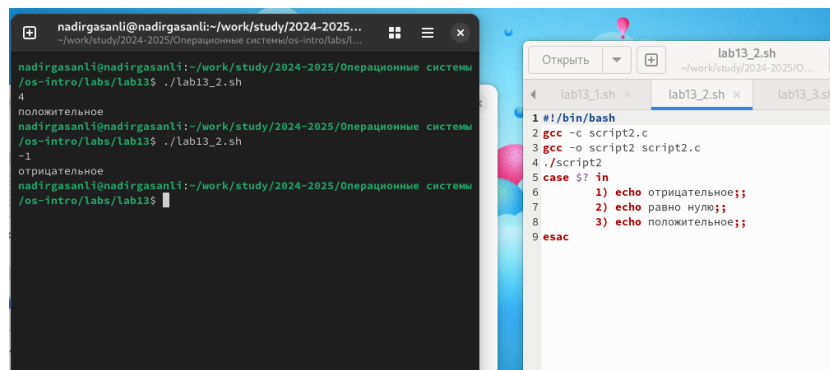 nadirgasanli@nadirgasanli:~/work/study/2024-2025...
~/work/study/2024-2025/Операционные системы/os-intro/labs/l...
nadirgasanli@nadirgasanli:~/work/study/2024-2025/Операционные системы
/os-intro/labs/lab13$ ./lab13_2.sh
4
положительное
nadirgasanli@nadirgasanli:~/work/study/2024-2025/Операционные системы
/os-intro/labs/lab13$ ./lab13_2.sh
-1
отрицательное
nadirgasanli@nadirgasanli:~/work/study/2024-2025/Операционные системы
/os-intro/labs/lab13$
Открыть
lab13_2.sh
~/work/study/2024-2025/О...
lab13_1.sh × lab13_2.sh × lab13_3.sh
1 #!/bin/bash
2 gcc -c script2.c
3 gcc -o script2 script2.c
4 ./script2
5 case $? in
6 1) echo отрицательное;;
7 2) echo равно нулю;;
8 3) echo положительное;;
9 esac